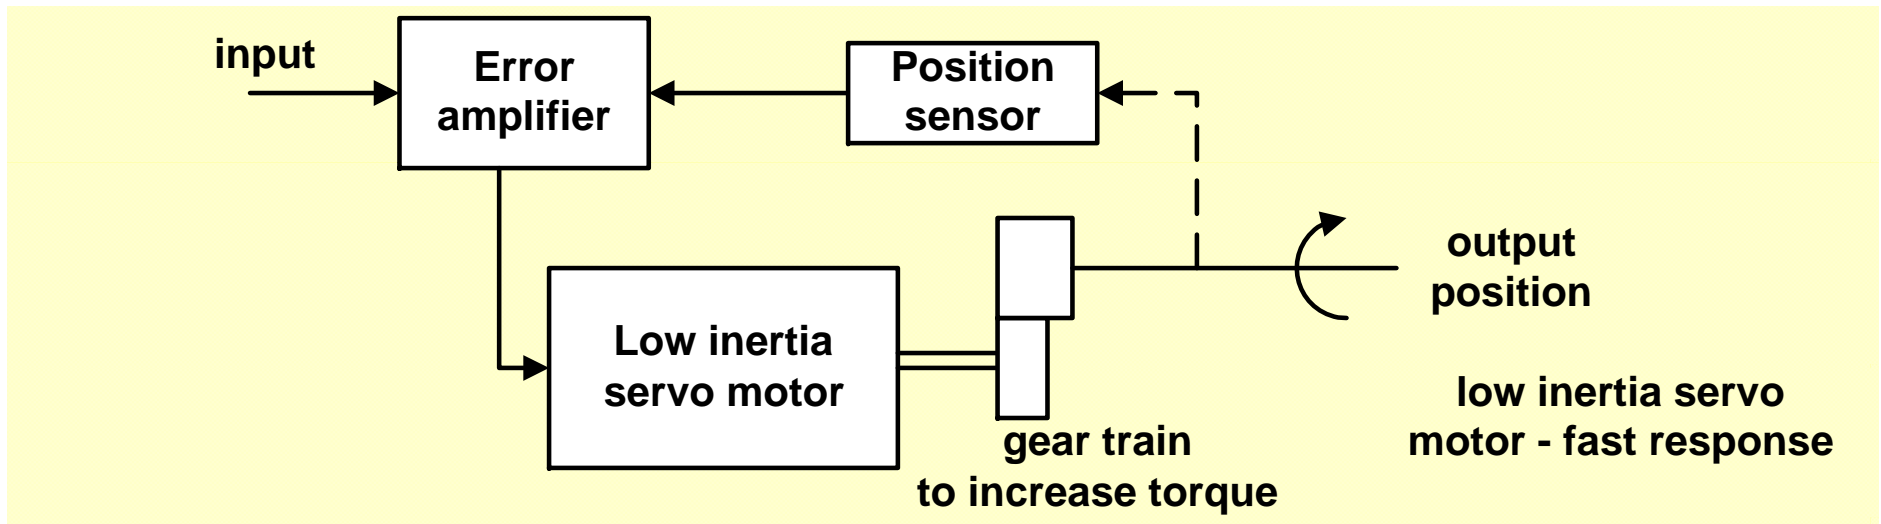 input
Error
amplifier
Position
sensor
output
position
Low inertia
servo motor
low inertia servo
motor - fast response
gear train
to increase torque